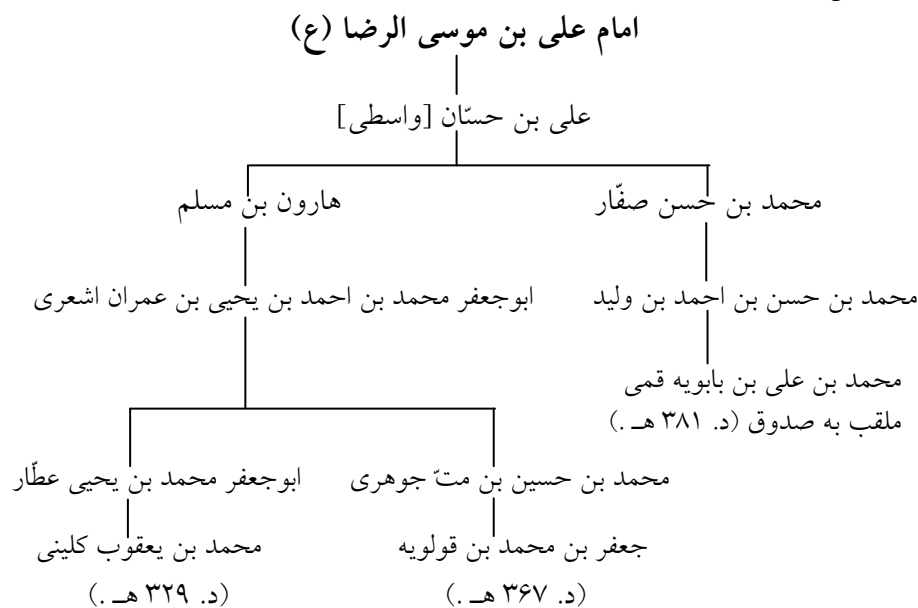 امام علی بن موسی الرضا (ع)
علی بن حسّان [واسطی]
محمد بن حسن صفّار
هارون بن مسلم
محمد بن حسن بن احمد بن ولید
ابوجعفر محمد بن احمد بن یحیی بن عمران اشعری
محمد بن علی بن بابویه قمی
ملقب به صدوق (د. ۳۸۱ هـ .)
محمد بن حسین بن متّ جوهری
ابوجعفر محمد بن یحیی عطّار
جعفر بن محمد بن قولویه
محمد بن یعقوب کلینی
(د. ۳۶۷ هـ .)
(د. ۳۲۹ هـ .)